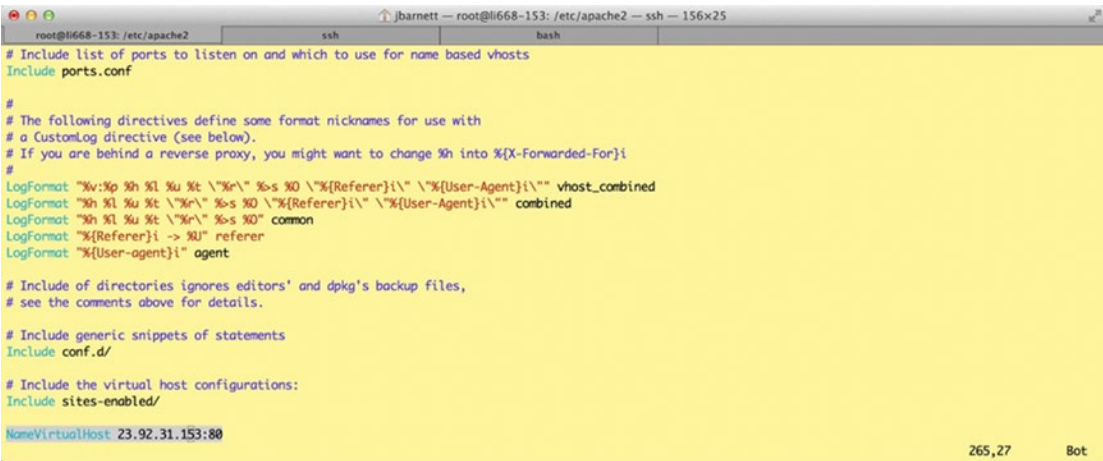 jbarnett — root@li668-153: /etc/apache2 — ssh — 156×25
root@li668-153: /etc/apache2 ssh bash
# Include list of ports to listen on and which to use for name based vhosts
Include ports.conf
#
# The following directives define some format nicknames for use with
# a CustomLog directive (see below).
# If you are behind a reverse proxy, you might want to change %h into %{X-Forwarded-For}i
#
LogFormat "%v:%p %h %l %u %t \"%r\" %>s %O \"%{Referer}i\" \"%{User-Agent}i\"" vhost_combined
LogFormat "%h %l %u %t \"%r\" %>s %O \"%{Referer}i\" \"%{User-Agent}i\"" combined
LogFormat "%h %l %u %t \"%r\" %>s %O" common
LogFormat "%{Referer}i -> %U" referer
LogFormat "%{User-agent}i" agent
# Include of directories ignores editors' and dpkg's backup files,
# see the comments above for details.
# Include generic snippets of statements
Include conf.d/
# Include the virtual host configurations:
Include sites-enabled/
NameVirtualHost 23.92.31.153:80
265,27 Bot